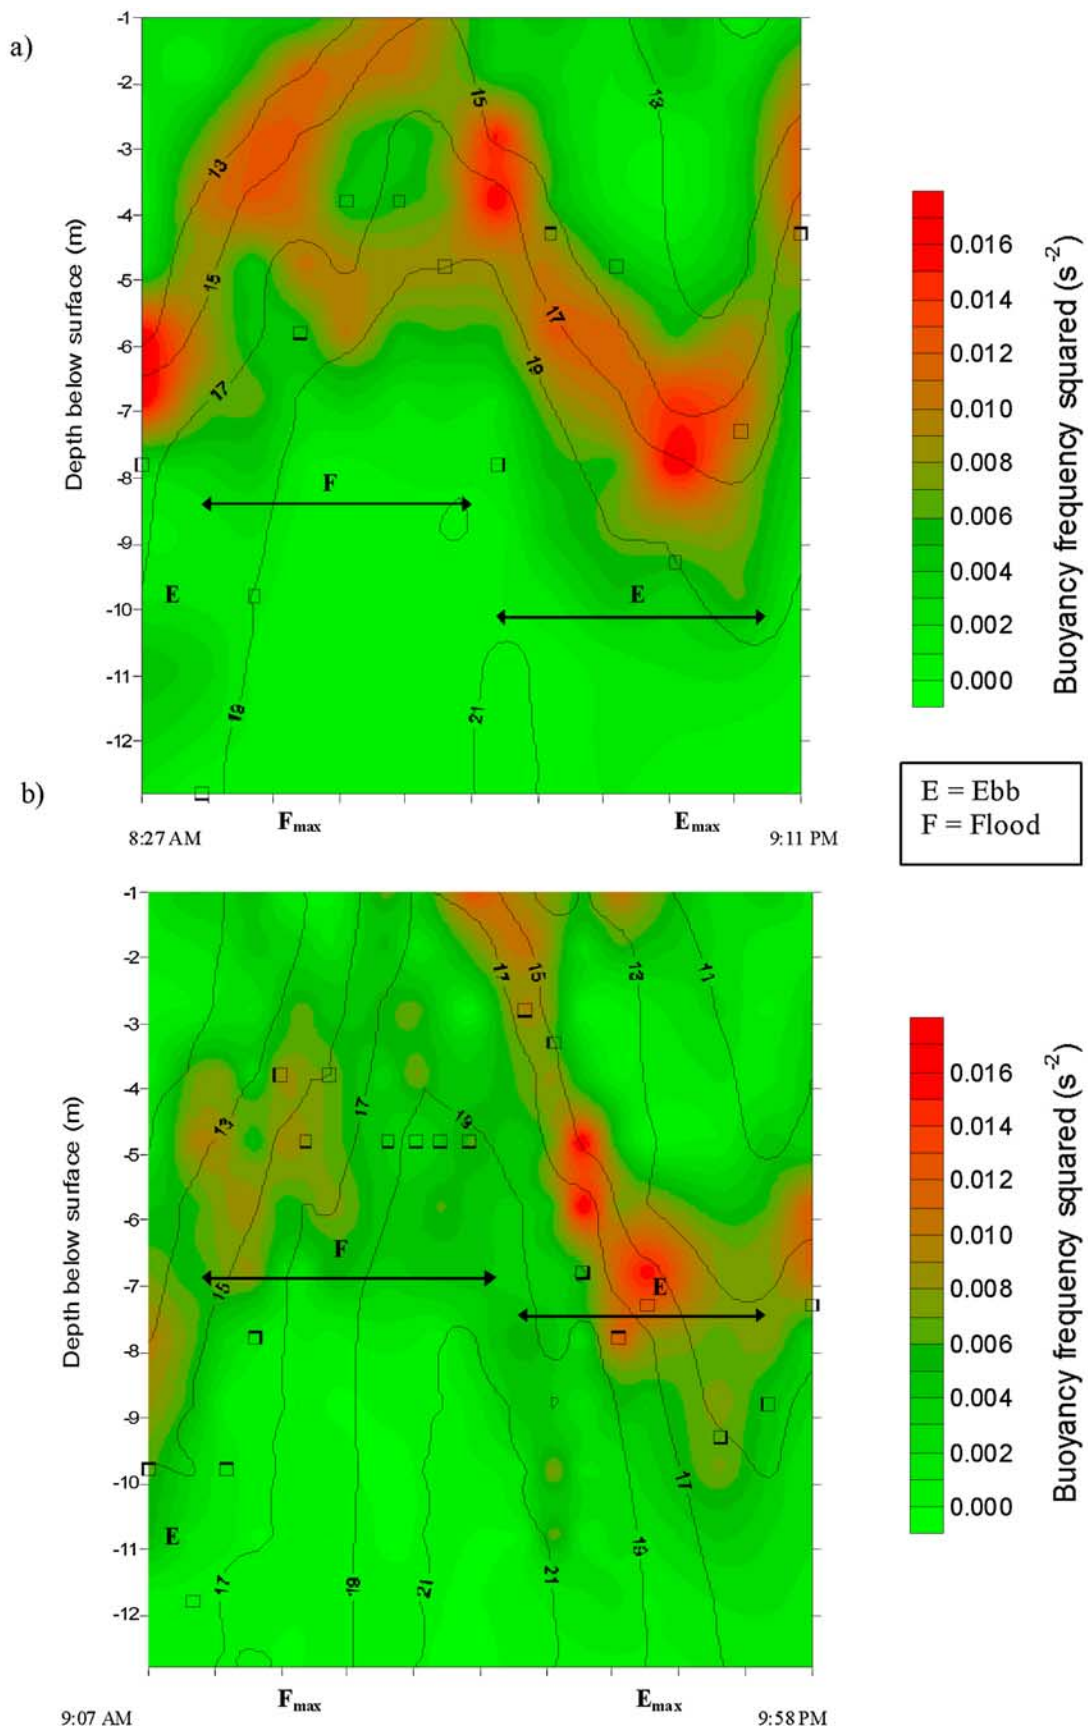 a)
-1
-2
-3
-4
-5
-6
-7
-8
-9
-10
-11
-12
Depth below surface (m)
13
15
17
19
15
17
19
21
F
E
E
8:27 AM
Fmax
Emax
9:11 PM
0.016
0.014
0.012
0.010
0.008
0.006
0.004
0.002
0.000
Buoyancy frequency squared (s-2)
E = Ebb
F = Flood
b)
-1
-2
-3
-4
-5
-6
-7
-8
-9
-10
-11
-12
Depth below surface (m)
17
15
13
11
17
19
13
15
F
E
E
17
17
19
21
21
19
9:07 AM
Fmax
Emax
9:58 PM
0.016
0.014
0.012
0.010
0.008
0.006
0.004
0.002
0.000
Buoyancy frequency squared (s-2)